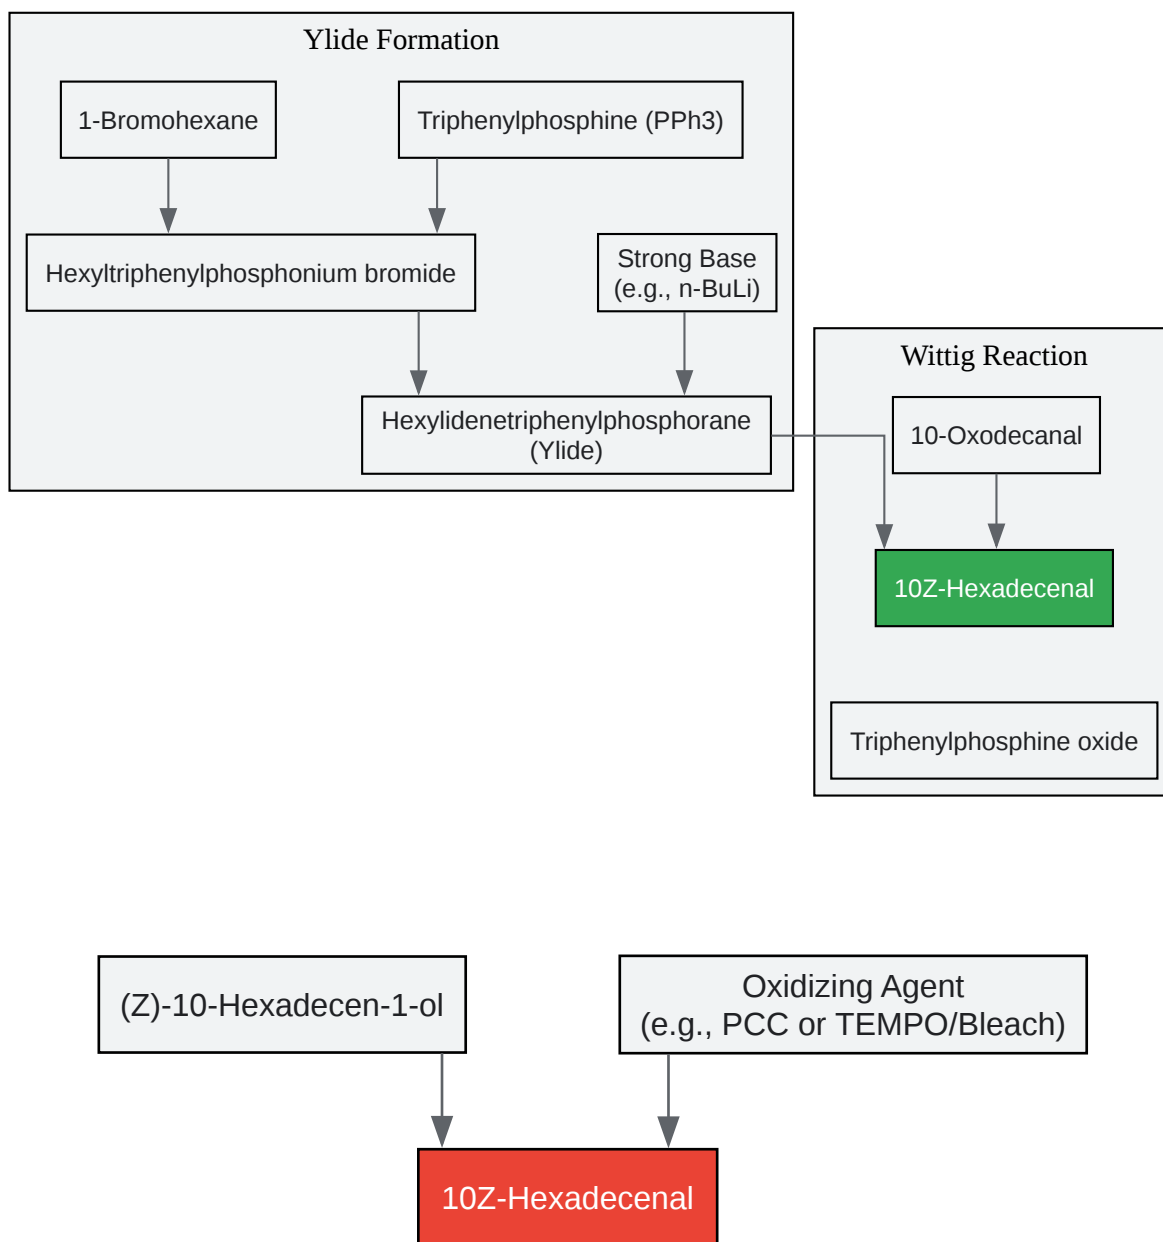 Ylide Formation
1-Bromohexane
Triphenylphosphine (PPh3)
Hexyltriphenylphosphonium bromide
Strong Base
(e.g., n-BuLi)
Hexylidenetriphenylphosphorane
(Ylide)
Wittig Reaction
10-Oxodecanal
10Z-Hexadecenal
Triphenylphosphine oxide
(Z)-10-Hexadecen-1-ol
Oxidizing Agent
(e.g., PCC or TEMPO/Bleach)
10Z-Hexadecenal